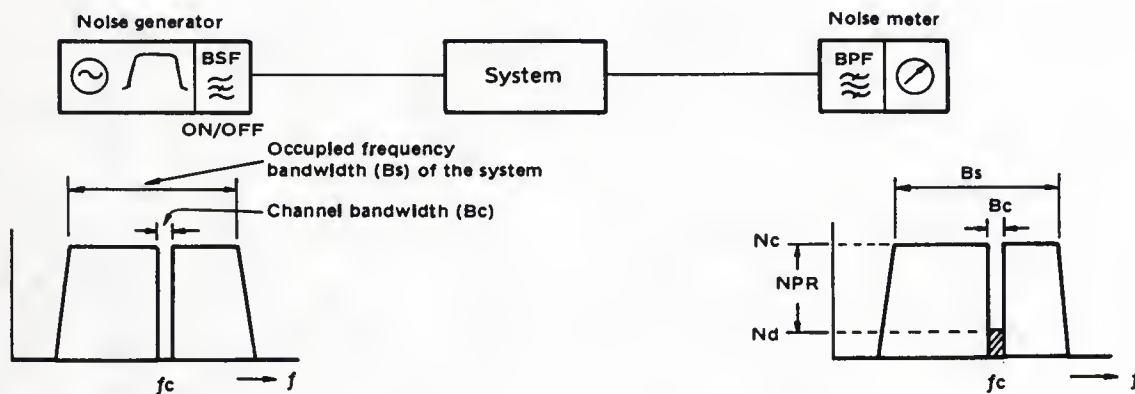 Noise generator
Noise meter
BSF
ON/OFF
System
BPF
Occupied frequency
bandwidth (Bs) of the system
Channel bandwidth (Bc)
fc
f
Bs
Bc
Nc
NPR
Nd
fc
f